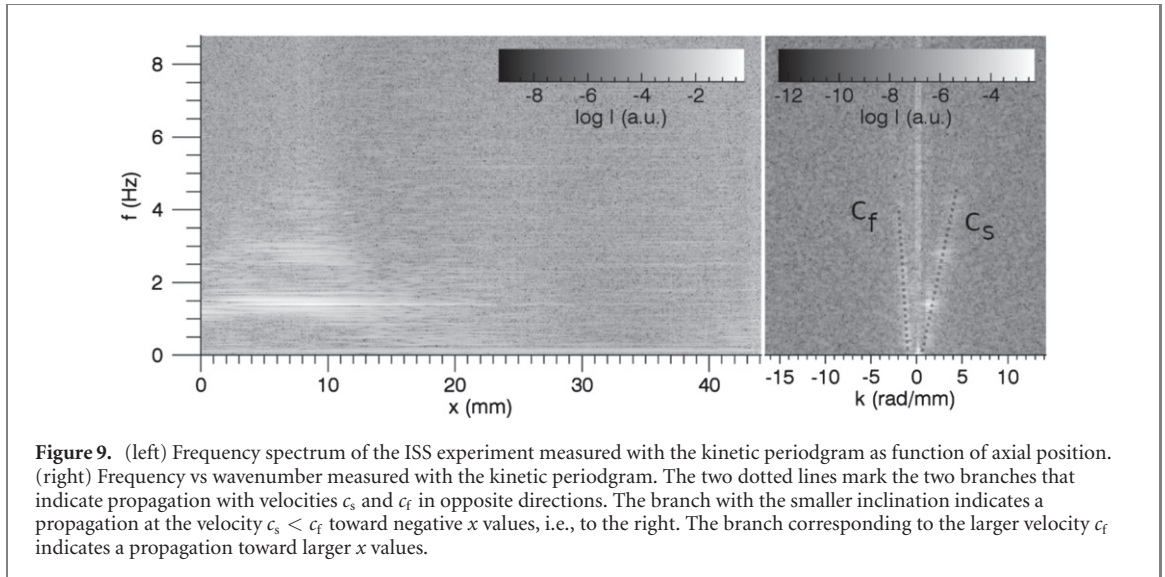 8
6
4
2
0
f (Hz)
-8 -6 -4 -2
log I (a.u.)
0 10 20 30 40
x (mm)
-12 -10 -8 -6 -4
log I (a.u.)
cf
cs
-15 -10 -5 0 5 10
k (rad/mm)
Figure 9. (left) Frequency spectrum of the ISS experiment measured with the kinetic periodgram as function of axial position.
(right) Frequency vs wavenumber measured with the kinetic periodgram. The two dotted lines mark the two branches that
indicate propagation with velocities cs and cf in opposite directions. The branch with the smaller inclination indicates a
propagation at the velocity cs < cf toward negative x values, i.e., to the right. The branch corresponding to the larger velocity cf
indicates a propagation toward larger x values.